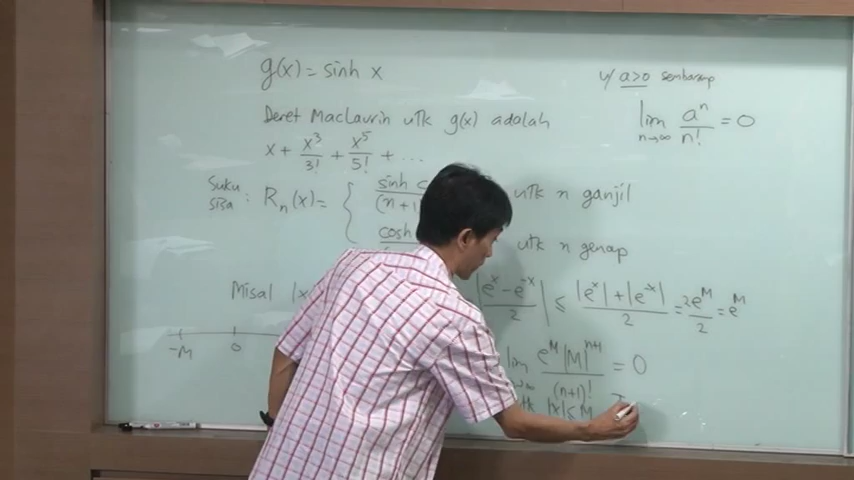 g(x) = sinh x
u/ a>0 sembarang
lim n→∞ aⁿ/n! = 0
Deret MacLaurin utk g(x) adalah
x + x³/3! + x⁵/5! + ...
Suku sisa : Rₙ(x) = { sinh c/(n+1 utk n ganjil
cosh utk n genap
Misal |x
|eˣ - e⁻ˣ/2| ≤ |eˣ| + |e⁻ˣ|/2 = 2eᴹ/2 = eᴹ
-M 0
lim eᴹ|M|ⁿ⁺¹/(n+1)! = 0
|x| ≤ M